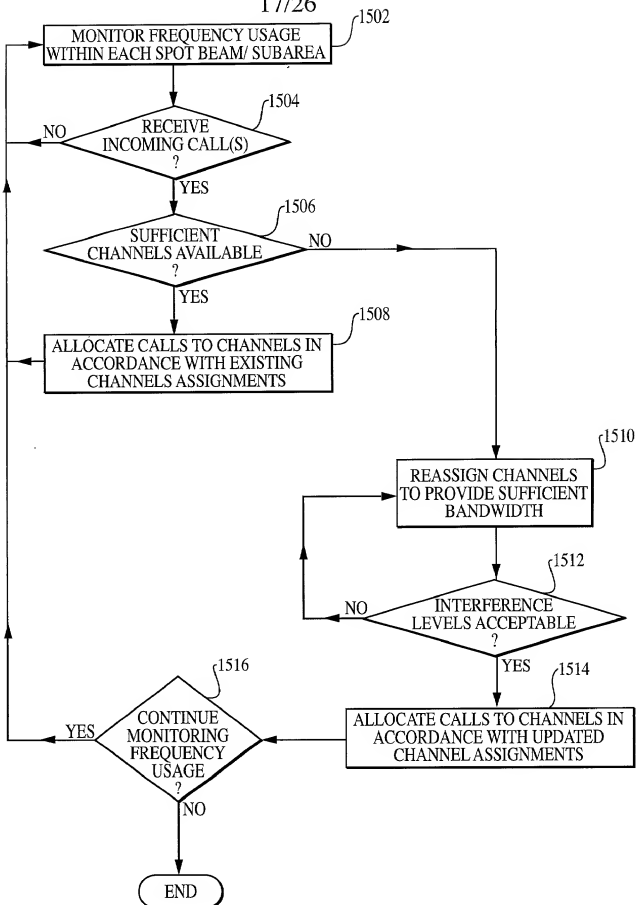 17/26
1502
MONITOR FREQUENCY USAGE
WITHIN EACH SPOT BEAM/ SUBAREA
1504
NO
RECEIVE
INCOMING CALL(S)
?
YES
1506
SUFFICIENT
CHANNELS AVAILABLE
?
NO
YES
1508
ALLOCATE CALLS TO CHANNELS IN
ACCORDANCE WITH EXISTING
CHANNELS ASSIGNMENTS
1510
REASSIGN CHANNELS
TO PROVIDE SUFFICIENT
BANDWIDTH
1512
NO
INTERFERENCE
LEVELS ACCEPTABLE
?
YES
1514
ALLOCATE CALLS TO CHANNELS IN
ACCORDANCE WITH UPDATED
CHANNEL ASSIGNMENTS
1516
YES
CONTINUE
MONITORING
FREQUENCY
USAGE
?
NO
END